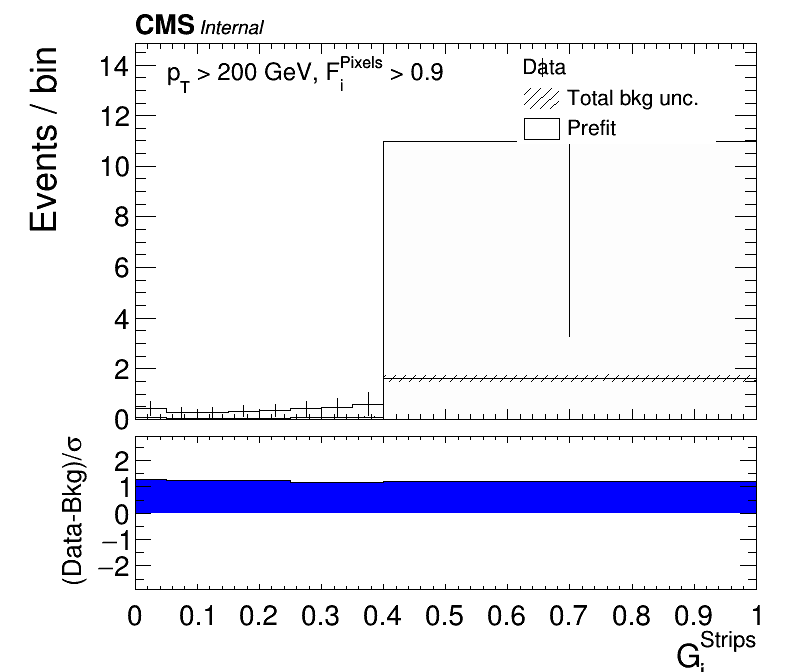 CMS Internal
p_T > 200 GeV, F_i^Pixels > 0.9
Data
Total bkg unc.
Prefit
Events / bin
14
12
10
8
6
4
2
0
(Data-Bkg)/σ
2
1
0
−1
−2
0 0.1 0.2 0.3 0.4 0.5 0.6 0.7 0.8 0.9 1
G_i^Strips